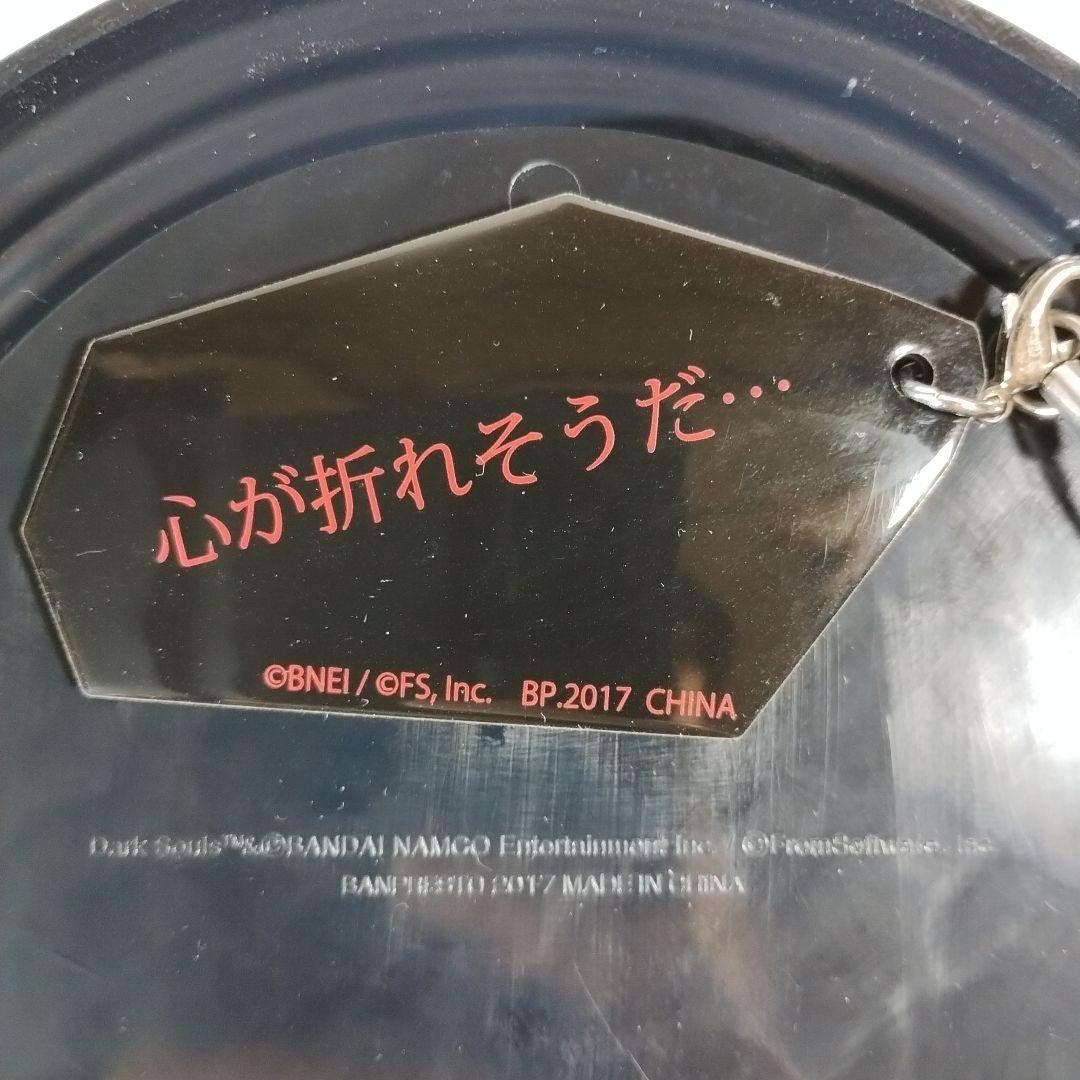 心が折れそうだ…
©BNEI / ©FS, Inc. BP.2017 CHINA
Dark Souls™&©BANDAI NAMCO Entertainment Inc. / ©FromSoftware, Inc.
BANPRESTO 2017 MADE IN CHINA